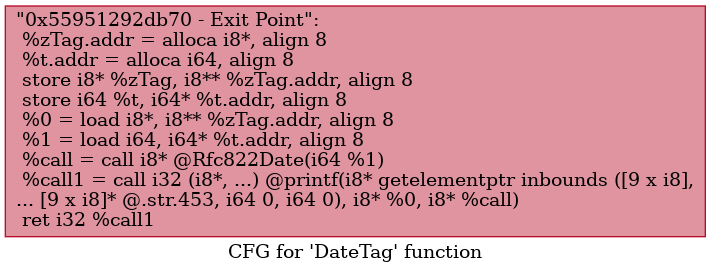 "0x55951292db70 - Exit Point":
%zTag.addr = alloca i8*, align 8
%t.addr = alloca i64, align 8
store i8* %zTag, i8** %zTag.addr, align 8
store i64 %t, i64* %t.addr, align 8
%0 = load i8*, i8** %zTag.addr, align 8
%1 = load i64, i64* %t.addr, align 8
%call = call i8* @Rfc822Date(i64 %1)
%call1 = call i32 (i8*, ...) @printf(i8* getelementptr inbounds ([9 x i8],
... [9 x i8]* @.str.453, i64 0, i64 0), i8* %0, i8* %call)
ret i32 %call1
CFG for 'DateTag' function